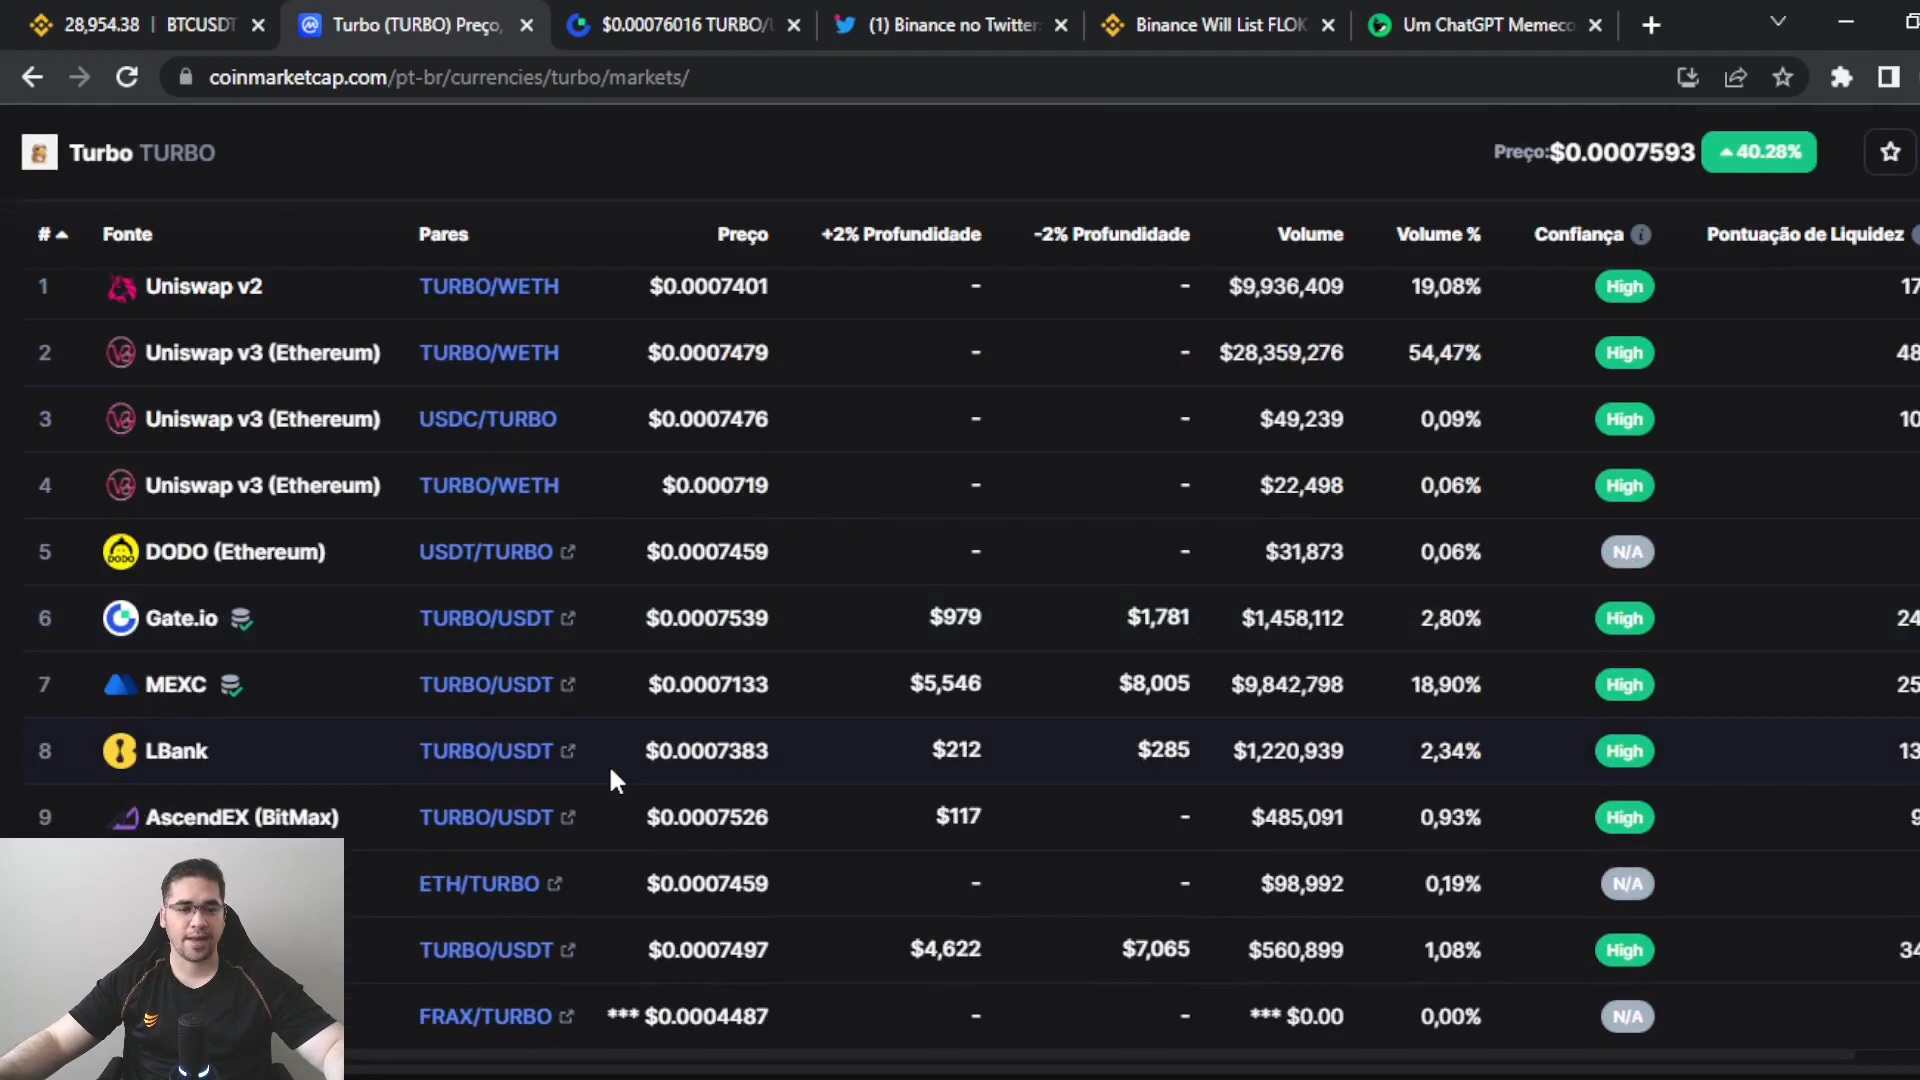 28,954.38 | BTCUSDT
Turbo (TURBO) Preço,
$0.00076016 TURBO/U
(1) Binance no Twitter:
Binance Will List FLOK
Um ChatGPT Memeco
coinmarketcap.com/pt-br/currencies/turbo/markets/
Turbo TURBO
Preço:$0.0007593 40.28%
# Fonte Pares Preço +2% Profundidade -2% Profundidade Volume Volume % Confiança Pontuação de Liquidez
1 Uniswap v2 TURBO/WETH $0.0007401 - - $9,936,409 19,08% High 17
2 Uniswap v3 (Ethereum) TURBO/WETH $0.0007479 - - $28,359,276 54,47% High 48
3 Uniswap v3 (Ethereum) USDC/TURBO $0.0007476 - - $49,239 0,09% High 10
4 Uniswap v3 (Ethereum) TURBO/WETH $0.000719 - - $22,498 0,06% High
5 DODO (Ethereum) USDT/TURBO $0.0007459 - - $31,873 0,06% N/A
6 Gate.io TURBO/USDT $0.0007539 $979 $1,781 $1,458,112 2,80% High 24
7 MEXC TURBO/USDT $0.0007133 $5,546 $8,005 $9,842,798 18,90% High 25
8 LBank TURBO/USDT $0.0007383 $212 $285 $1,220,939 2,34% High 13
9 AscendEX (BitMax) TURBO/USDT $0.0007526 $117 - $485,091 0,93% High 9
ETH/TURBO $0.0007459 - - $98,992 0,19% N/A
TURBO/USDT $0.0007497 $4,622 $7,065 $560,899 1,08% High 34
FRAX/TURBO *** $0.0004487 - - *** $0.00 0,00% N/A